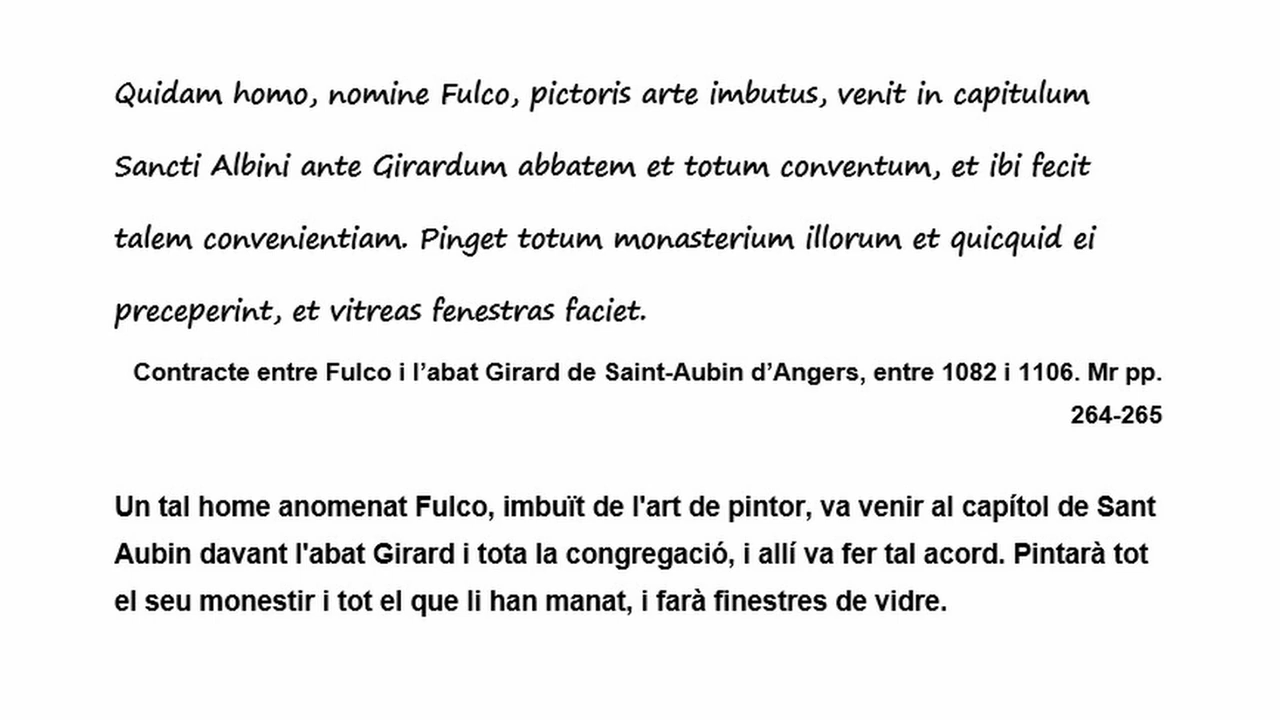 Quidam homo, nomine Fulco, pictoris arte imbutus, venit in capitulum
Sancti Albini ante Girardum abbatem et totum conventum, et ibi fecit
talem convenientiam. Pinget totum monasterium illorum et quicquid ei
preceperint, et vitreas fenestras faciet.
Contracte entre Fulco i l’abat Girard de Saint-Aubin d’Angers, entre 1082 i 1106. Mr pp.
264-265
Un tal home anomenat Fulco, imbuït de l'art de pintor, va venir al capítol de Sant
Aubin davant l'abat Girard i tota la congregació, i allí va fer tal acord. Pintarà tot
el seu monestir i tot el que li han manat, i farà finestres de vidre.